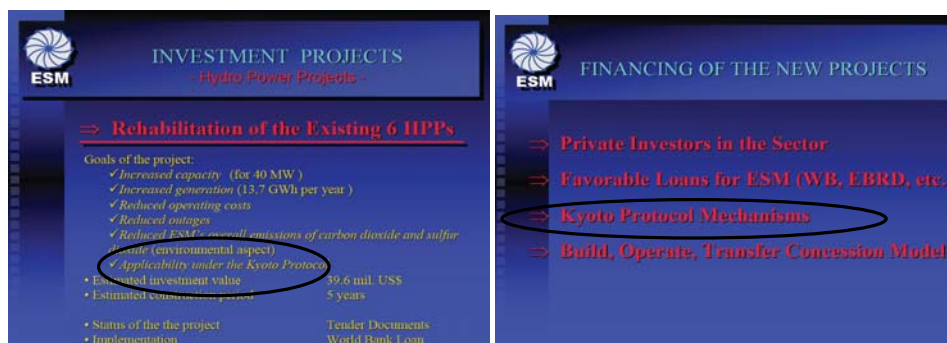 ESM
INVESTMENT PROJECTS
- Hydro Power Projects -
⇒ Rehabilitation of the Existing 6 HPPs
Goals of the project:
✓Increased capacity (for 40 MW )
✓Increased generation (13,7 GWh per year )
✓Reduced operating costs
✓Reduced outages
✓Reduced ESM's overall emissions of carbon dioxide and sulfur
dioxide (environmental aspect)
✓Applicability under the Kyoto Protoco
• Estimated investment value 39.6 mil. US$
• Estimated construction period 5 years
• Status of the the project Tender Documents
• Implementation World Bank Loan
ESM
FINANCING OF THE NEW PROJECTS
⇒ Private Investors in the Sector
⇒ Favorable Loans for ESM (WB, EBRD, etc.
⇒ Kyoto Protocol Mechanisms
⇒ Build, Operate, Transfer Concession Model